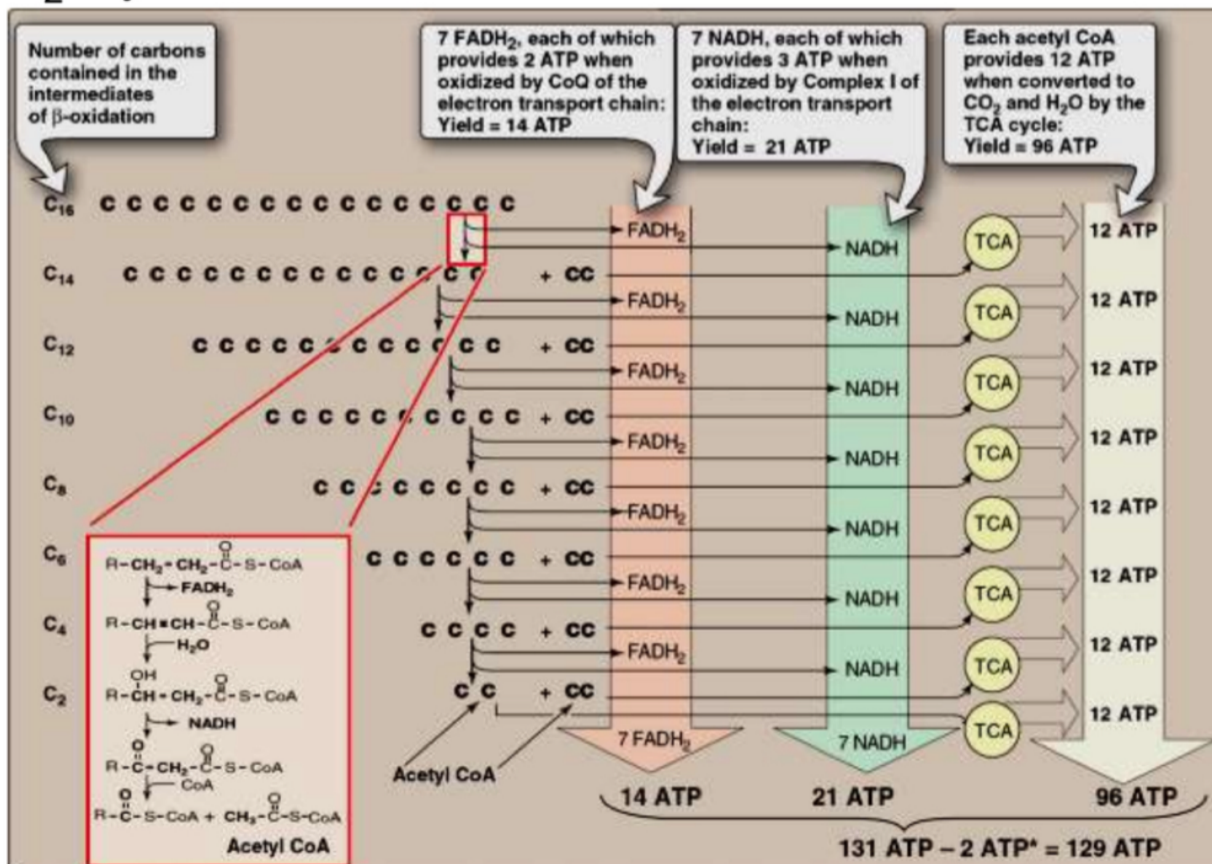 Number of carbons
contained in the
intermediates
of β-oxidation
7 FADH₂, each of which
provides 2 ATP when
oxidized by CoQ of the
electron transport chain:
Yield = 14 ATP
7 NADH, each of which
provides 3 ATP when
oxidized by Complex I of
the electron transport
chain:
Yield = 21 ATP
Each acetyl CoA
provides 12 ATP
when converted to
CO₂ and H₂O by the
TCA cycle:
Yield = 96 ATP
C₁₆ C C C C C C C C C C C C C C C C
FADH₂ NADH TCA 12 ATP
C₁₄ C C C C C C C C C C C C C C + CC
FADH₂ NADH TCA 12 ATP
C₁₂ C C C C C C C C C C C C + CC
FADH₂ NADH TCA 12 ATP
C₁₀ C C C C C C C C C C + CC
FADH₂ NADH TCA 12 ATP
C₈ C C C C C C C C + CC
FADH₂ NADH TCA 12 ATP
C₆ C C C C C C + CC
FADH₂ NADH TCA 12 ATP
C₄ C C C C + CC
FADH₂ NADH TCA 12 ATP
C₂ C C + CC
TCA 12 ATP
7 FADH₂ 7 NADH
Acetyl CoA
14 ATP 21 ATP 96 ATP
131 ATP – 2 ATP* = 129 ATP
O
R–CH₂–CH₂–C–S–CoA
FADH₂
O
R–CH=CH–C–S–CoA
H₂O
OH O
R–CH–CH₂–C–S–CoA
NADH
O O
R–C–CH₂–C–S–CoA
CoA
O O
R–C–S–CoA + CH₃–C–S–CoA
Acetyl CoA